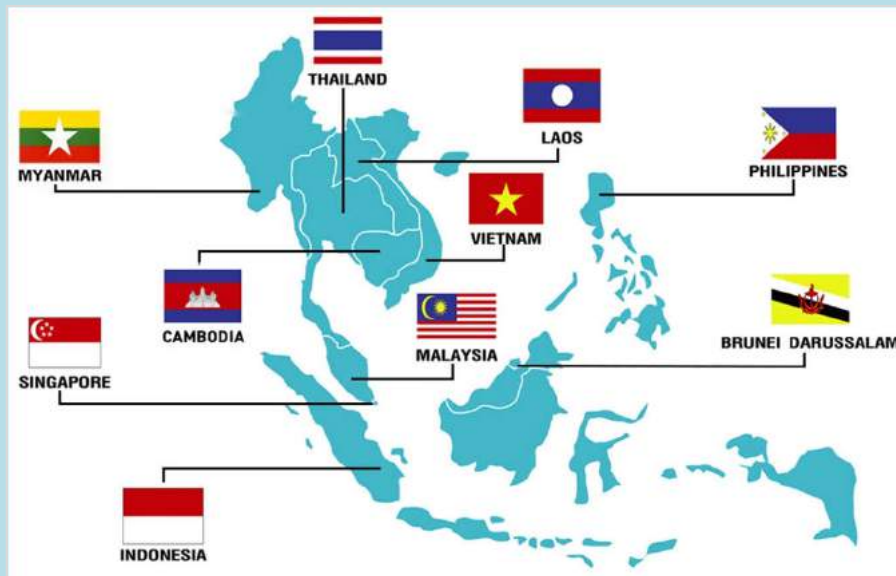 THAILAND
LAOS
MYANMAR
PHILIPPINES
VIETNAM
CAMBODIA
MALAYSIA
BRUNEI DARUSSALAM
SINGAPORE
INDONESIA